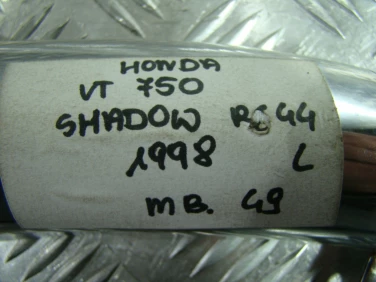 HONDA
VT 750
SHADOW RC44
1998 L
MB. 49